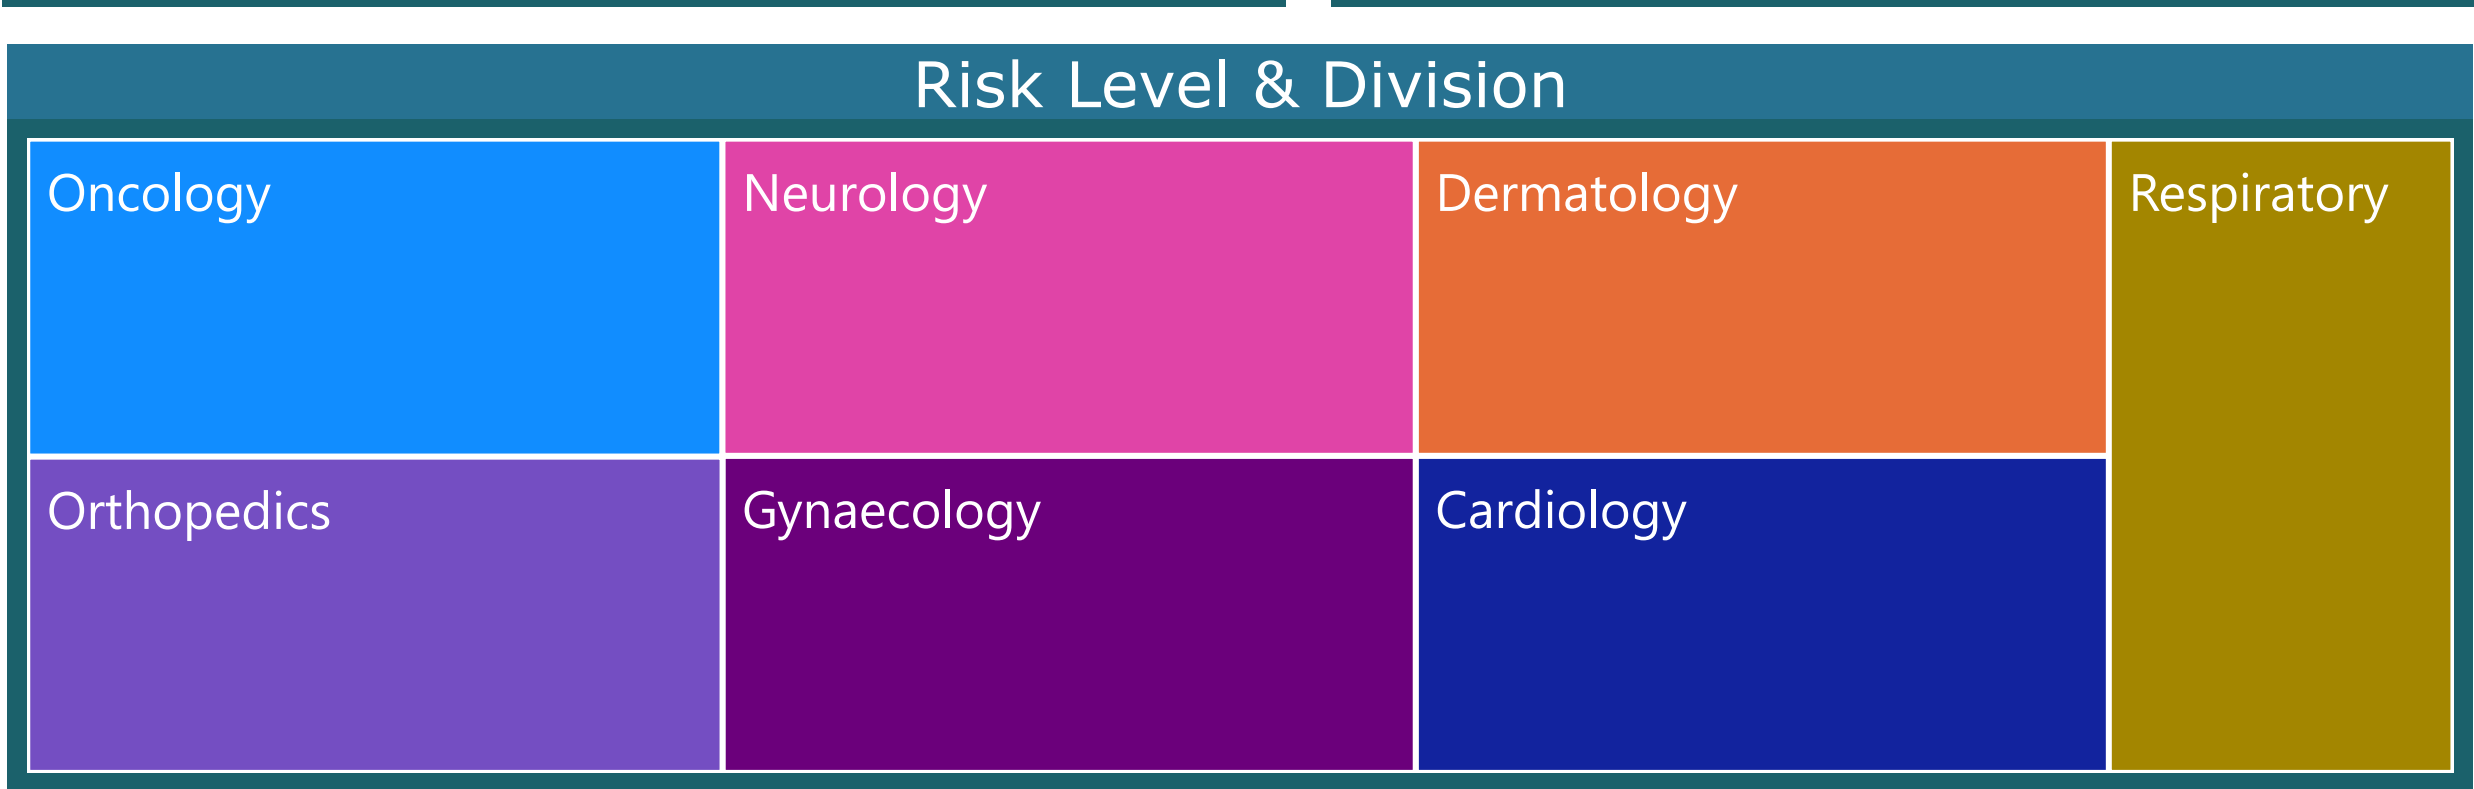 Risk Level & Division
Oncology
Neurology
Dermatology
Respiratory
Orthopedics
Gynaecology
Cardiology